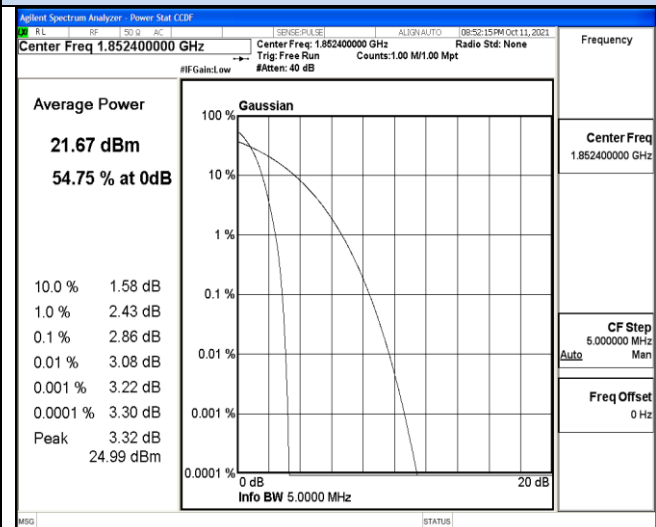 Agilent Spectrum Analyzer - Power Stat CCDF
LXI RL RF 50 Ω AC SENSE:PULSE ALIGN AUTO 08:52:15PM Oct 11, 2021
Center Freq 1.852400000 GHz
Center Freq: 1.852400000 GHz Radio Std: None
Trig: Free Run Counts:1.00 M/1.00 Mpt
#IFGain:Low #Atten: 40 dB
Frequency
Average Power
21.67 dBm
54.75 % at 0dB
10.0 % 1.58 dB
1.0 % 2.43 dB
0.1 % 2.86 dB
0.01 % 3.08 dB
0.001 % 3.22 dB
0.0001 % 3.30 dB
Peak 3.32 dB
24.99 dBm
Gaussian
100 %
10 %
1 %
0.1 %
0.01 %
0.001 %
0.0001 %
0 dB 20 dB
Info BW 5.0000 MHz
Center Freq
1.852400000 GHz
CF Step
5.000000 MHz
Auto Man
Freq Offset
0 Hz
MSG STATUS